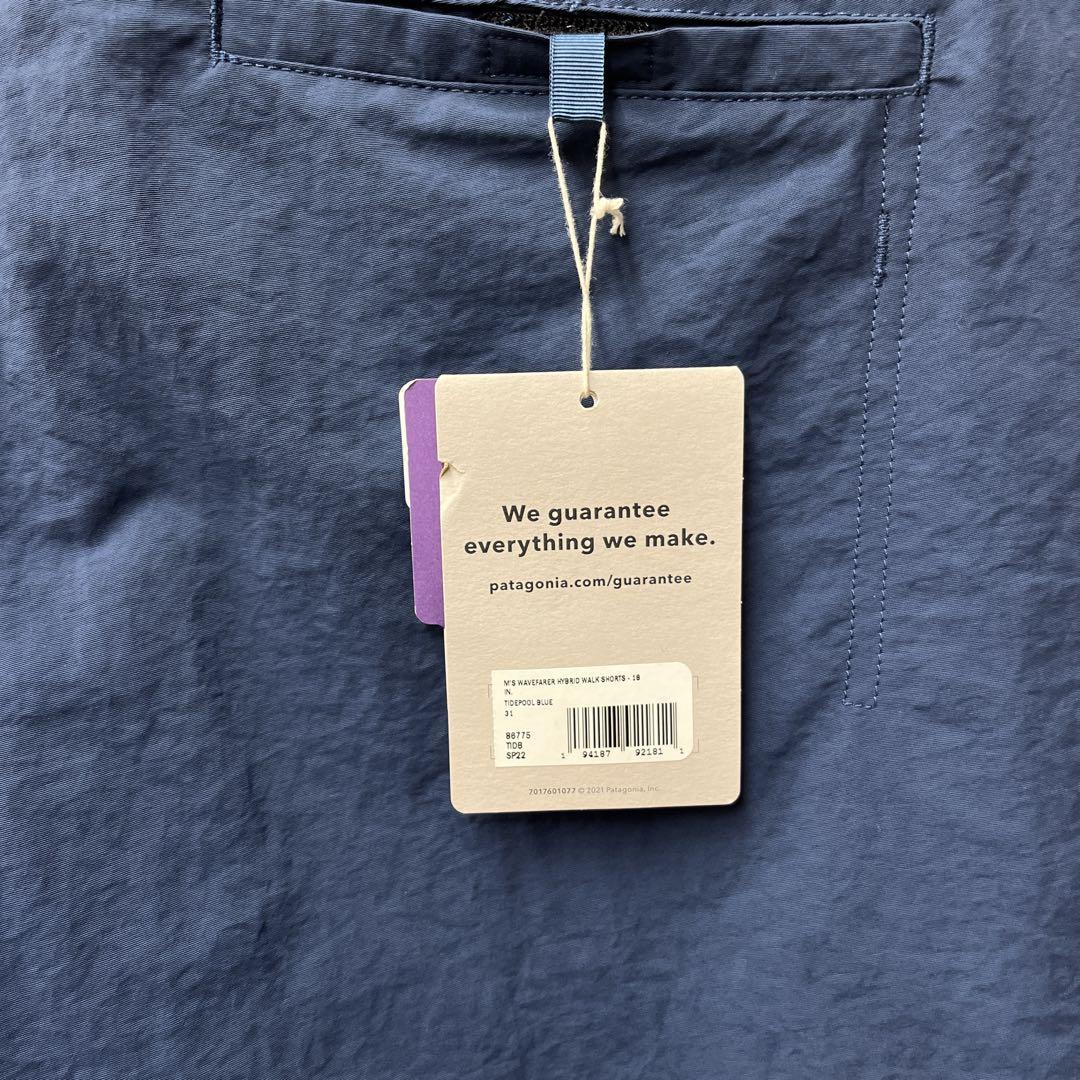 We guarantee
everything we make.
patagonia.com/guarantee
M'S WAVEFARER HYBRID WALK SHORTS - 18
IN.
TIDEPOOL BLUE
31
86775
TIDB
SP22
1 94187 92181 1
7017601077 © 2021 Patagonia, Inc.